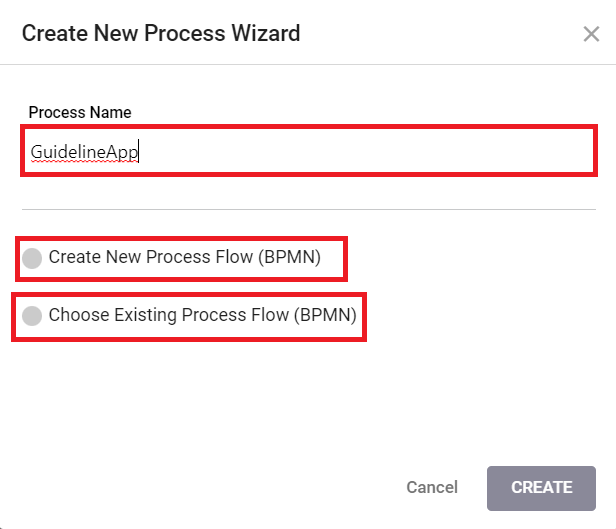 Create New Process Wizard
Process Name
GuidelineApp
Create New Process Flow (BPMN)
Choose Existing Process Flow (BPMN)
Cancel CREATE